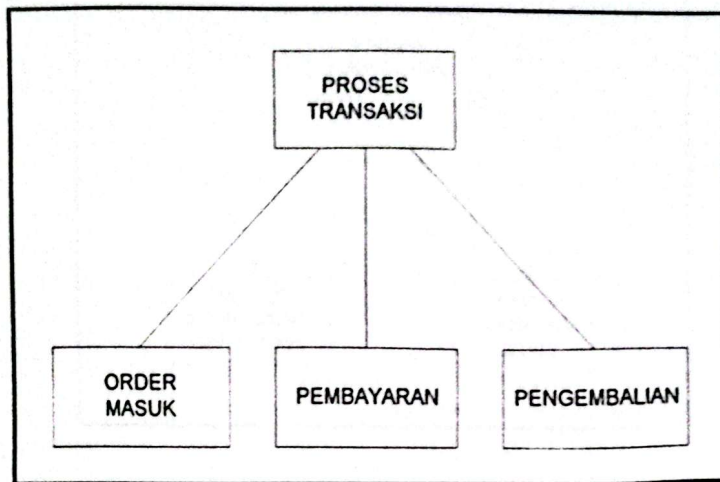 PROSES
TRANSAKSI
ORDER
MASUK
PEMBAYARAN
PENGEMBALIAN